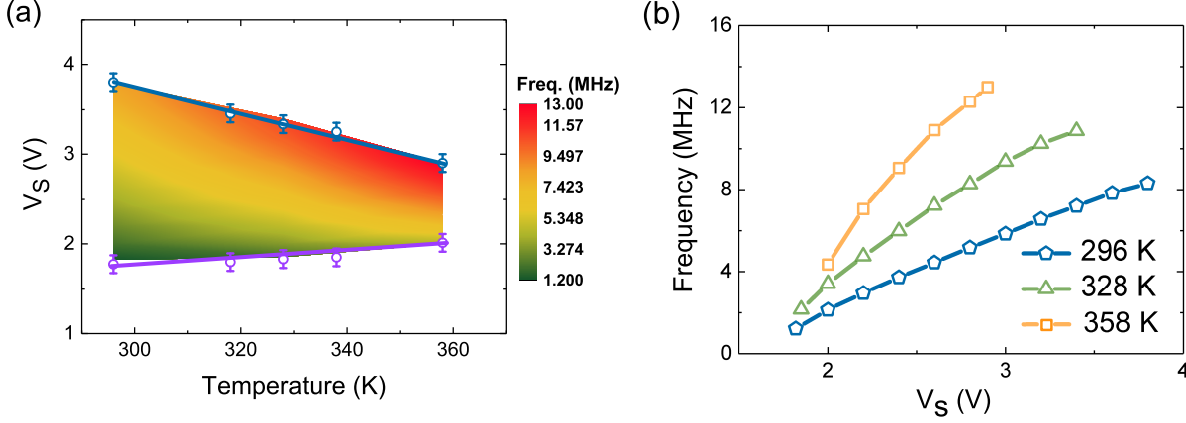 (a)
4
3
2
1
V_S (V)
300 320 340 360
Temperature (K)
Freq. (MHz)
13.00
11.57
9.497
7.423
5.348
3.274
1.200
(b)
16
12
8
4
0
Frequency (MHz)
296 K
328 K
358 K
2 3 4
V_S (V)